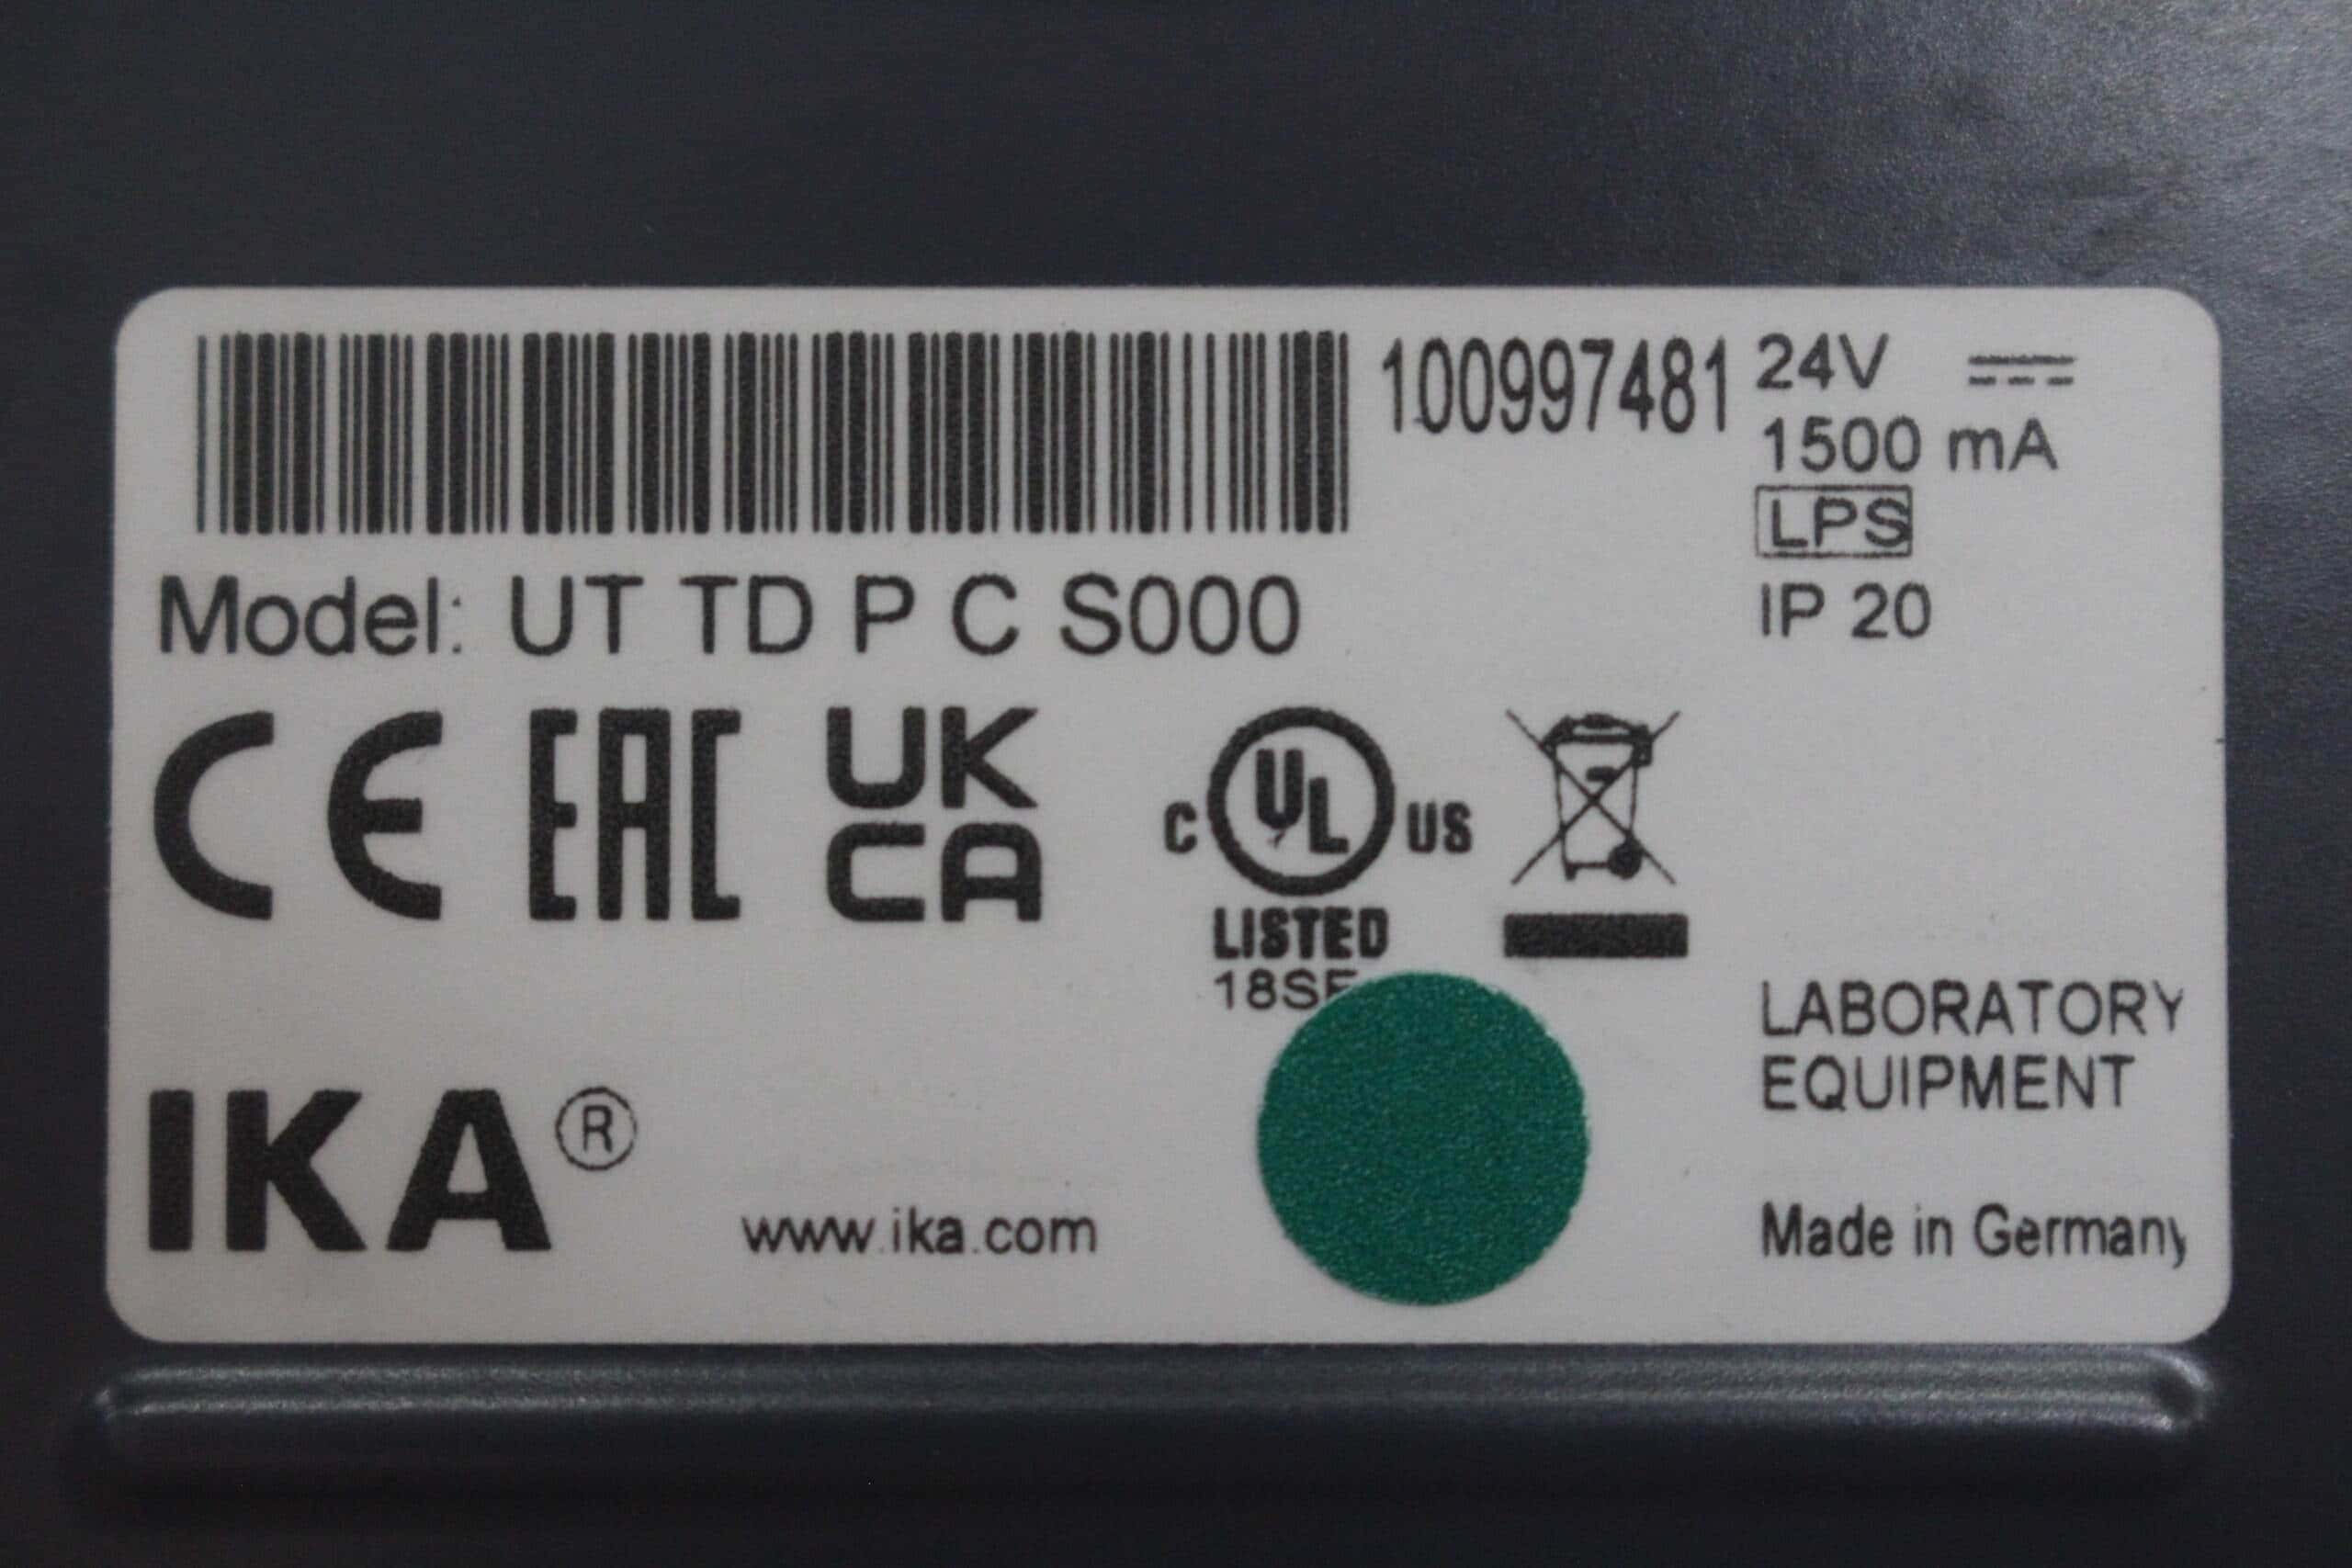 100997481
24V
1500 mA
LPS
IP 20
Model: UT TD P C S000
CE EAC UK
CA
C UL US
LISTED
LABORATORY
EQUIPMENT
IKA®
www.ika.com
Made in Germany